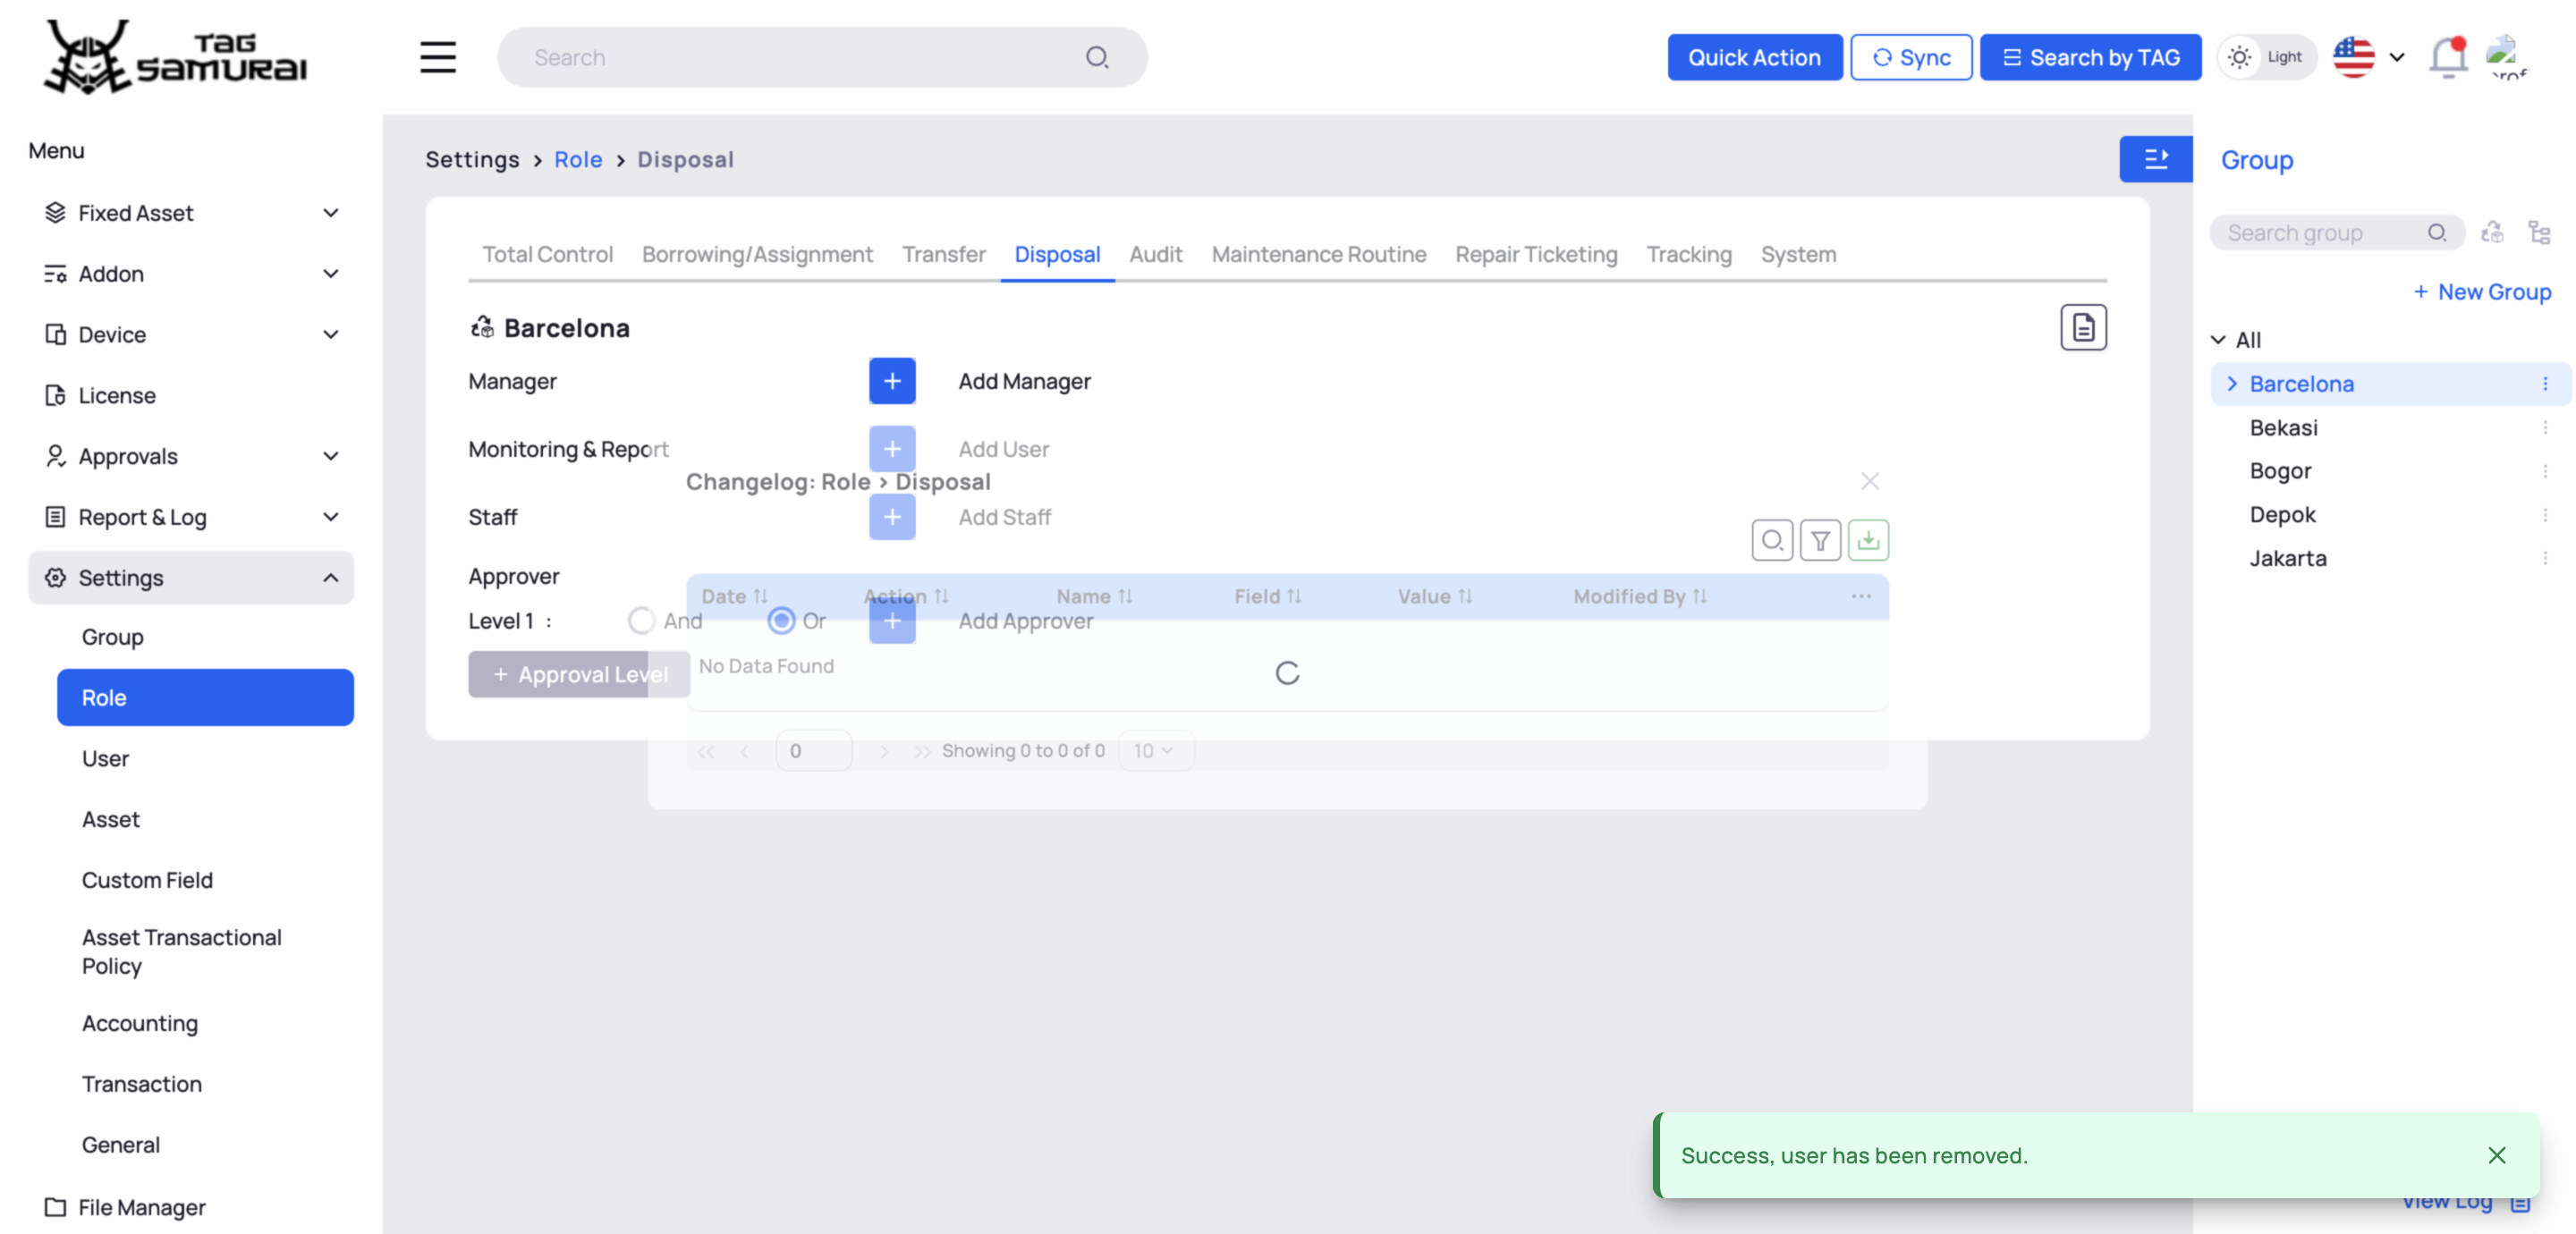 TAG SAMURAI
Search
Quick Action
Sync
Search by TAG
Light
Menu
Fixed Asset
Addon
Device
License
Approvals
Report & Log
Settings
Group
Role
User
Asset
Custom Field
Asset Transactional
Policy
Accounting
Transaction
General
File Manager
Settings > Role > Disposal
Total Control Borrowing/Assignment Transfer Disposal Audit Maintenance Routine Repair Ticketing Tracking System
Barcelona
Manager + Add Manager
Monitoring & Report + Add User
Changelog: Role > Disposal
Staff + Add Staff
Approver
Date Action Name Field Value Modified By ...
Level 1 : And Or + Add Approver
+ Approval Level
No Data Found
0 Showing 0 to 0 of 0 10
Group
Search group
+ New Group
All
Barcelona
Bekasi
Bogor
Depok
Jakarta
Success, user has been removed.
View Log